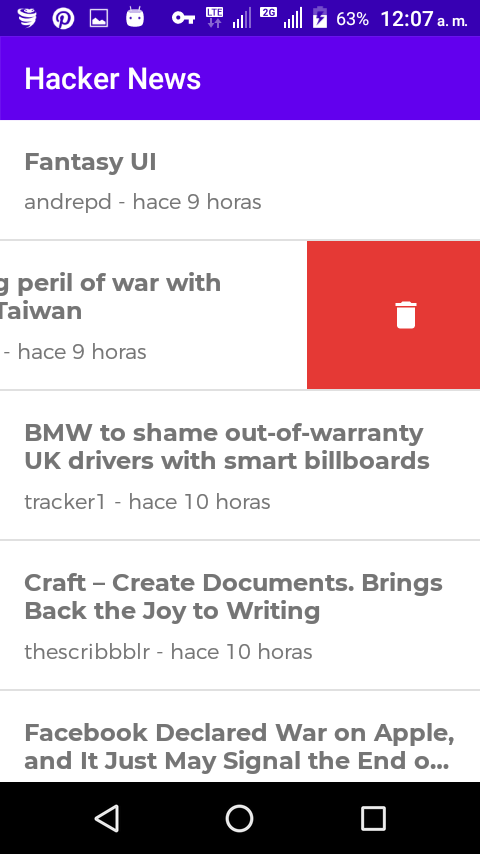 LTE
2G
63%
12:07 a. m.
Hacker News
Fantasy UI
andrepd - hace 9 horas
g peril of war with
Taiwan
- hace 9 horas
BMW to shame out-of-warranty
UK drivers with smart billboards
tracker1 - hace 10 horas
Craft – Create Documents. Brings
Back the Joy to Writing
thescribbblr - hace 10 horas
Facebook Declared War on Apple,
and It Just May Signal the End o...